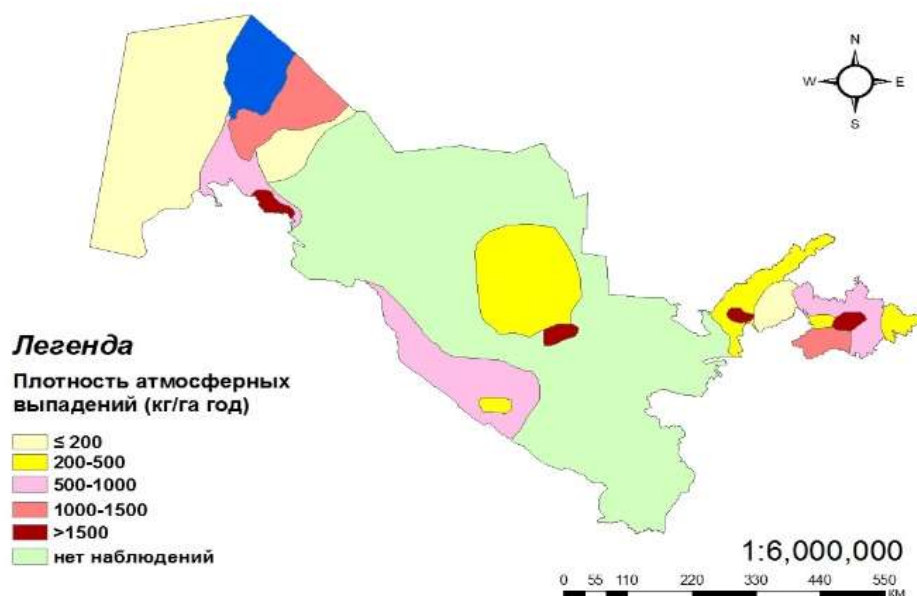 N
W E
S
Легенда
Плотность атмосферных
выпадений (кг/га год)
≤ 200
200-500
500-1000
1000-1500
>1500
нет наблюдений
1:6,000,000
0 55 110 220 330 440 550
КМ